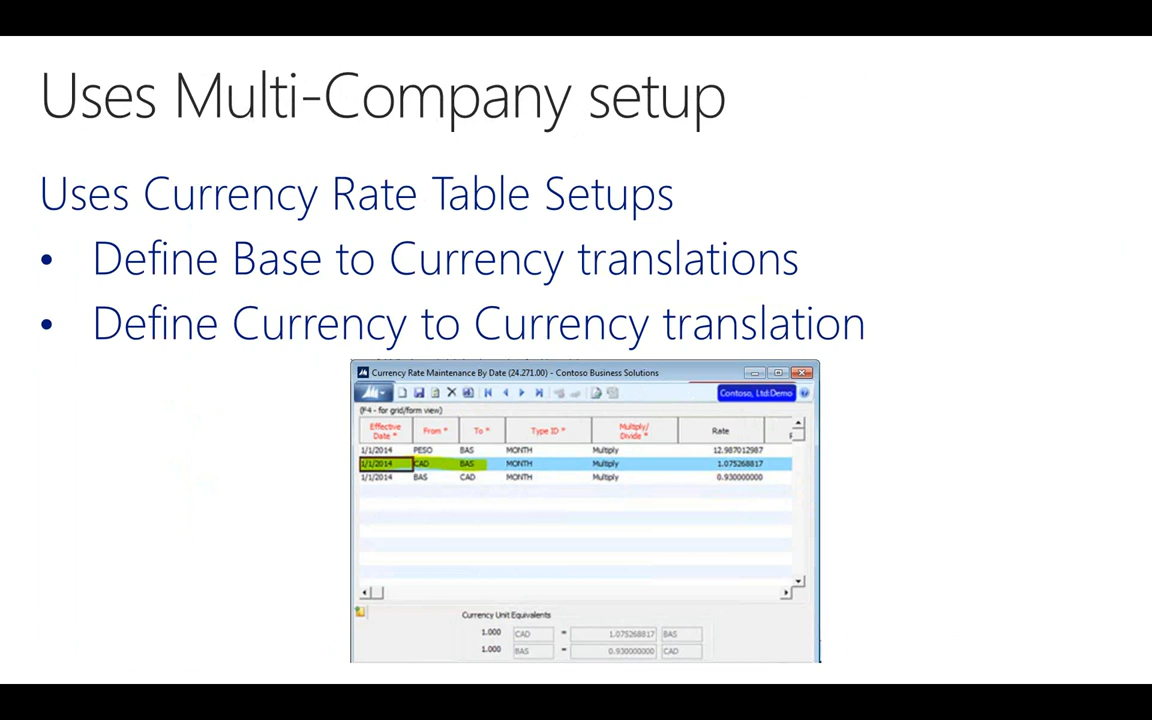 Uses Multi-Company setup
Uses Currency Rate Table Setups
• Define Base to Currency translations
• Define Currency to Currency translation
Currency Rate Maintenance By Date (24.271.00) - Contoso Business Solutions
Contoso, Ltd:Demo
(F4 - for grid/form view)
Effective Date * From * To * Type ID * Multiply/ Divide * Rate
1/1/2014 PESO BAS MONTH Multiply 12.987012987
1/1/2014 CAD BAS MONTH Multiply 1.075268817
1/1/2014 BAS CAD MONTH Multiply 0.930000000
Currency Unit Equivalents
1.000 CAD = 1.075268817 BAS
1.000 BAS = 0.930000000 CAD